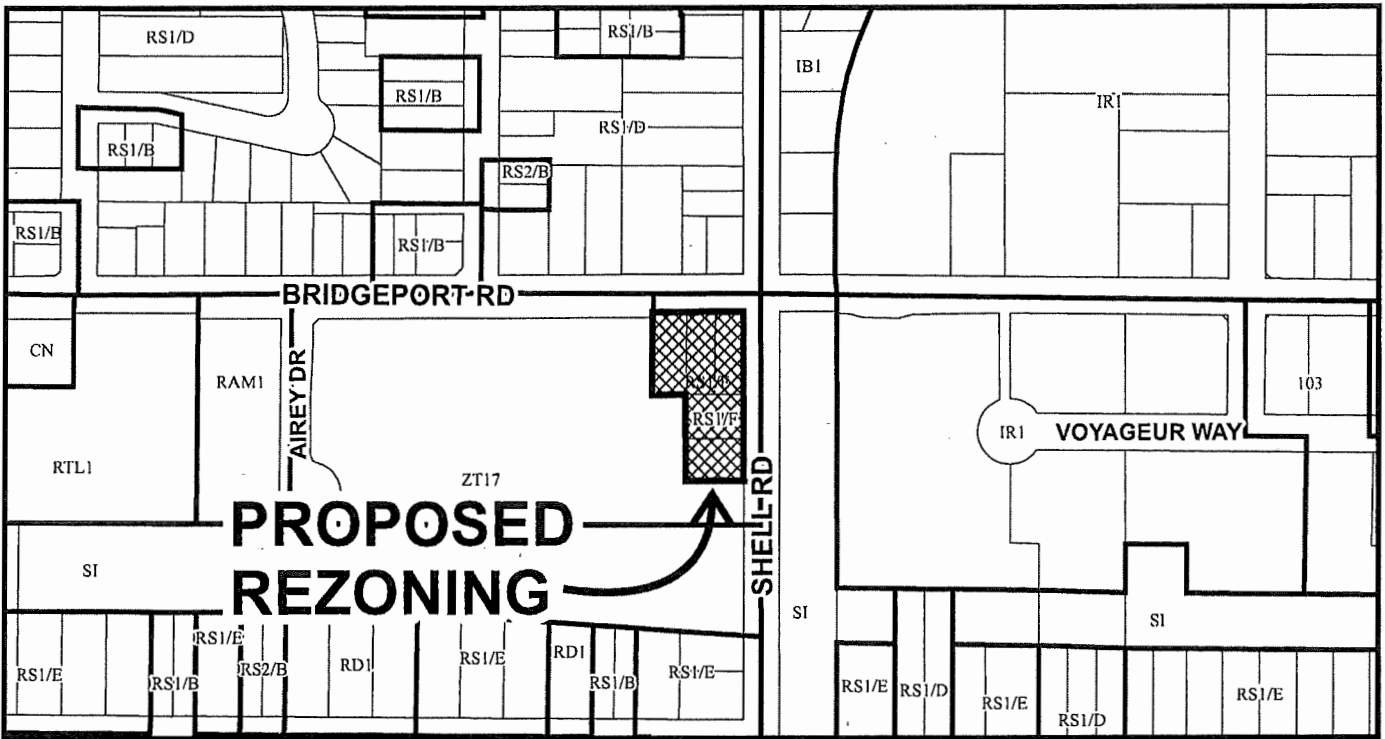 RS1/D
RS1/B
IB1
RS1/B
IR1
RS1/D
RS1/B
RS2/B
RS1/B
RS1/B
BRIDGEPORT RD
CN
RAM1
AIREY DR
103
RS1/F
IR1
VOYAGEUR WAY
RTL1
ZT17
PROPOSED
REZONING
SHELL RD
SI
SI
SI
RS1/E
RS1/E
RS1/B
RS2/B
RD1
RS1/E
RD1
RS1/B
RS1/E
RS1/E
RS1/D
RS1/E
RS1/D
RS1/E